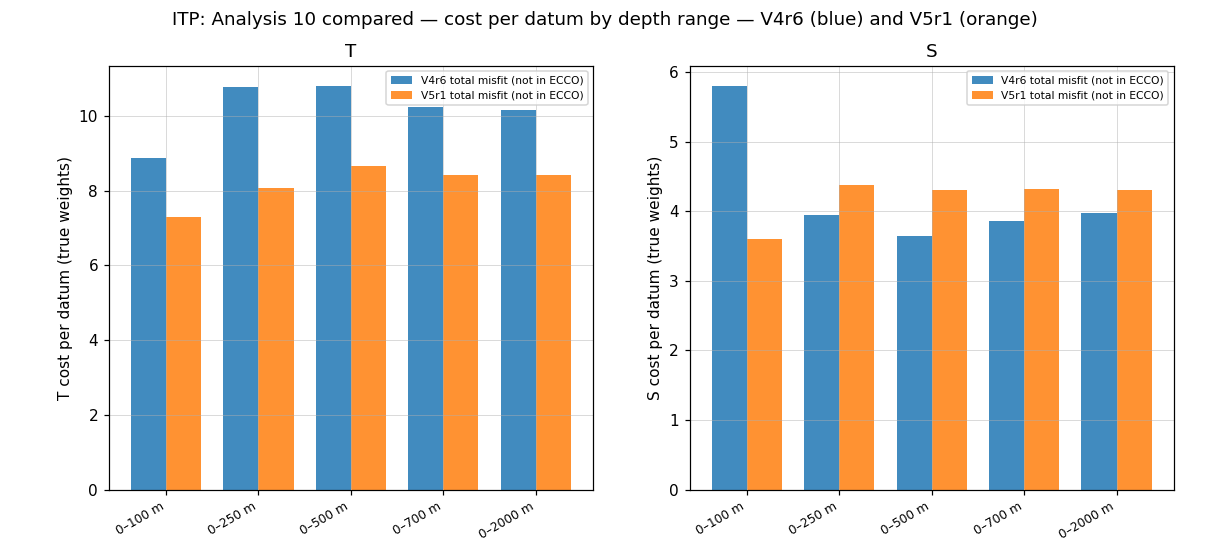 ITP: Analysis 10 compared — cost per datum by depth range — V4r6 (blue) and V5r1 (orange)
T
V4r6 total misfit (not in ECCO)
V5r1 total misfit (not in ECCO)
T cost per datum (true weights)
10
8
6
4
2
0
0–100 m
0–250 m
0–500 m
0–700 m
0–2000 m
S
V4r6 total misfit (not in ECCO)
V5r1 total misfit (not in ECCO)
S cost per datum (true weights)
6
5
4
3
2
1
0
0–100 m
0–250 m
0–500 m
0–700 m
0–2000 m